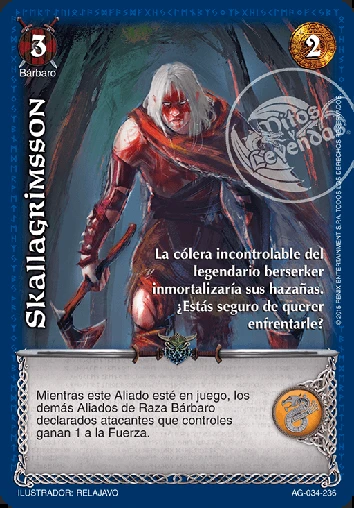 3
2
Bárbaro
Mitos y Leyendas
Skallagrimsson
La cólera incontrolable del
legendario berserker
inmortalizaría sus hazañas.
¿Estás seguro de querer
enfrentarle?
Mientras este Aliado esté en juego, los
demás Aliados de Raza Bárbaro
declarados atacantes que controles
ganan 1 a la Fuerza.
ILUSTRADOR: RELAJAVO
AG-034-236